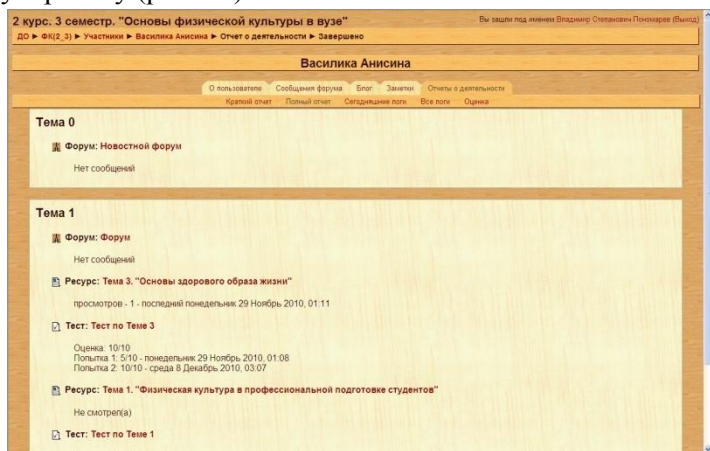 2 курс. 3 семестр. "Основы физической культуры в вузе"
Вы зашли под именем Владимир Степанович Пономарев (Выход)
ДО ► ФК(2_3) ► Участники ► Василика Анисина ► Отчет о деятельности ► Завершено
Василика Анисина
О пользователе Сообщения форума Блог Заметки Отчеты о деятельности
Краткий отчет Полный отчет Сегодняшние логи Все логи Оценка
Тема 0
Форум: Новостной форум
Нет сообщений
Тема 1
Форум: Форум
Нет сообщений
Ресурс: Тема 3. "Основы здорового образа жизни"
просмотров - 1 - последний понедельник 29 Ноябрь 2010, 01:11
Тест: Тест по Теме 3
Оценка: 10/10
Попытка 1: 5/10 - понедельник 29 Ноябрь 2010, 01:08
Попытка 2: 10/10 - среда 8 Декабрь 2010, 03:07
Ресурс: Тема 1. "Физическая культура в профессиональной подготовке студентов"
Не смотрел(а)
Тест: Тест по Теме 1